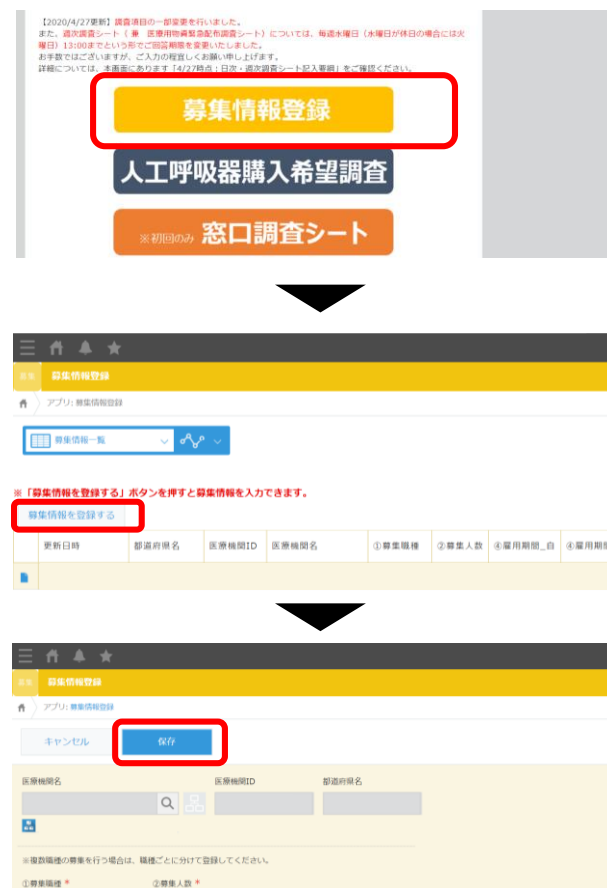 【2020/4/27更新】調査項目の一部変更を行いました。
また、週次調査シート（兼 医療用物資緊急配布調査シート）については、毎週水曜日（水曜日が休日の場合には火
曜日）13:00までという形でご回答期限を変更いたしました。
お手数ではございますが、ご入力の程宜しくお願い申し上げます。
詳細については、本画面にあります「4/27時点：日次・週次調査シート記入要綱」をご確認ください。
募集情報登録
人工呼吸器購入希望調査
※初回のみ 窓口調査シート
募集情報登録
アプリ: 募集情報登録
募集情報一覧
※「募集情報を登録する」ボタンを押すと募集情報を入力できます。
募集情報を登録する
更新日時 都道府県名 医療機関ID 医療機関名 ①募集職種 ②募集人数 ④雇用期間_自 ④雇用期間
募集情報登録
アプリ: 募集情報登録
キャンセル 保存
医療機関名 医療機関ID 都道府県名
※複数職種の募集を行う場合は、職種ごとに分けて登録してください。
①募集職種 * ②募集人数 *